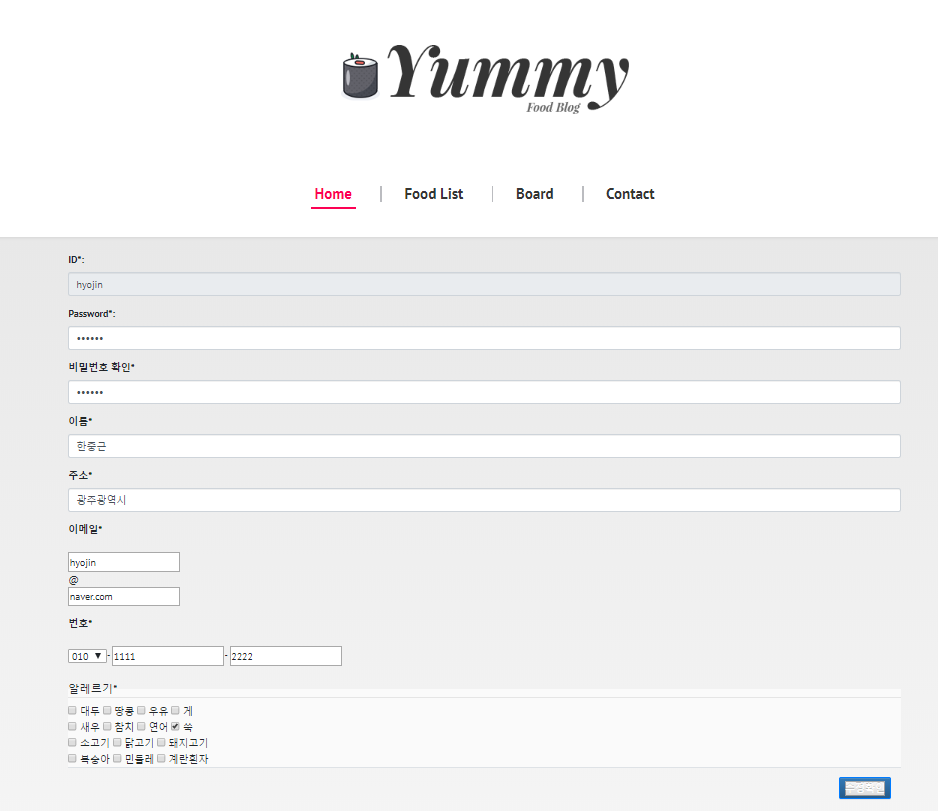 Yummy
Food Blog
Home Food List Board Contact
ID*:
hyojin
Password*:
••••••
비밀번호 확인*
••••••
이름*
한중근
주소*
광주광역시
이메일*
hyojin
@
naver.com
번호*
010 ▼ - 1111 - 2222
알레르기*
대두 땅콩 우유 게
새우 참치 연어 쑥
소고기 닭고기 돼지고기
복숭아 민들레 계란흰자